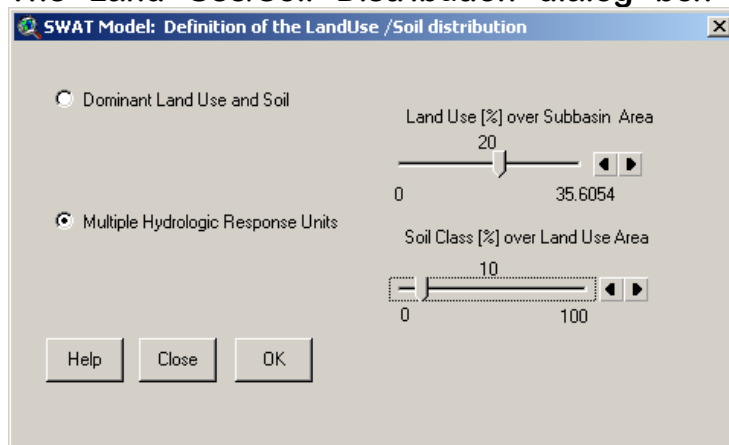 SWAT Model: Definition of the LandUse /Soil distribution
Dominant Land Use and Soil
Land Use [%] over Subbasin Area
20
0 35.6054
Multiple Hydrologic Response Units
Soil Class [%] over Land Use Area
10
0 100
Help Close OK